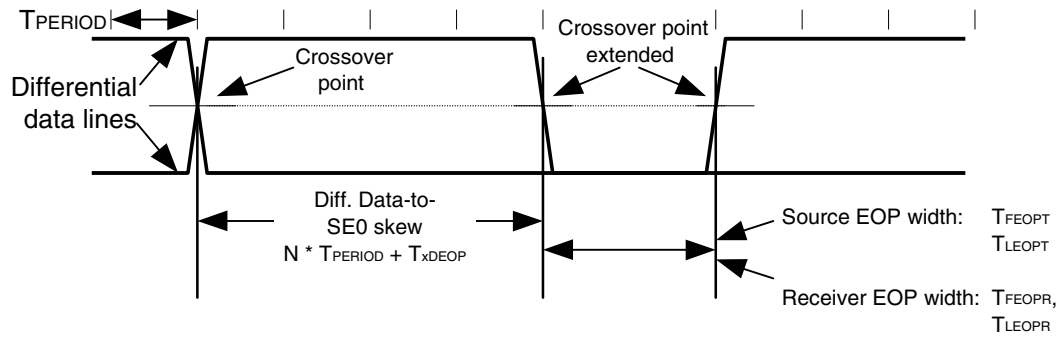 TPERIOD
Crossover
point
Crossover point
extended
Differential
data lines
Diff. Data-to-
SE0 skew
N * TPERIOD + TxDEOP
Source EOP width: TFEOPT
TLEOPT
Receiver EOP width: TFEOPR,
TLEOPR